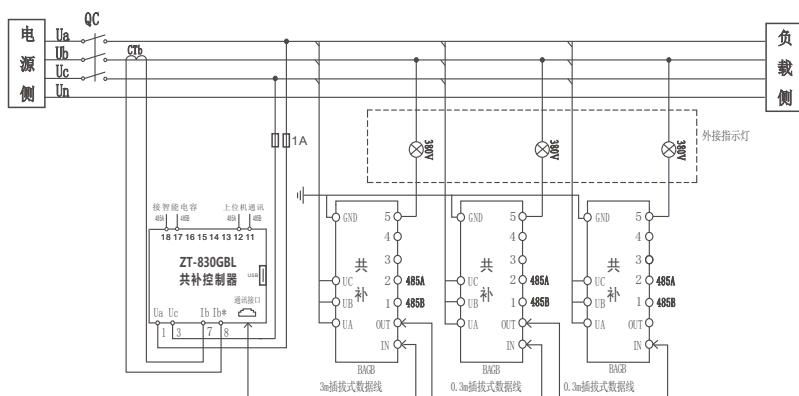 QC
电源侧
Ua
Ub
Uc
Un
CTb
负载侧
1A
380V
380V
380V
外接指示灯
接智能电容
上位机通讯
485A
485B
485A
485B
18 17 16 15 14 13 12 11
ZT-830GBL
共补控制器
USB
通讯接口
Ua Uc Ib Ib*
1 3 7 8
GND
5
4
3
共补
UC
2
485A
UB
1
485B
UA
OUT
IN
BAGB
3m插拔式数据线
GND
5
4
3
共补
UC
2
485A
UB
1
485B
UA
OUT
IN
BAGB
0.3m插拔式数据线
GND
5
4
3
共补
UC
2
485A
UB
1
485B
UA
OUT
IN
BAGB
0.3m插拔式数据线